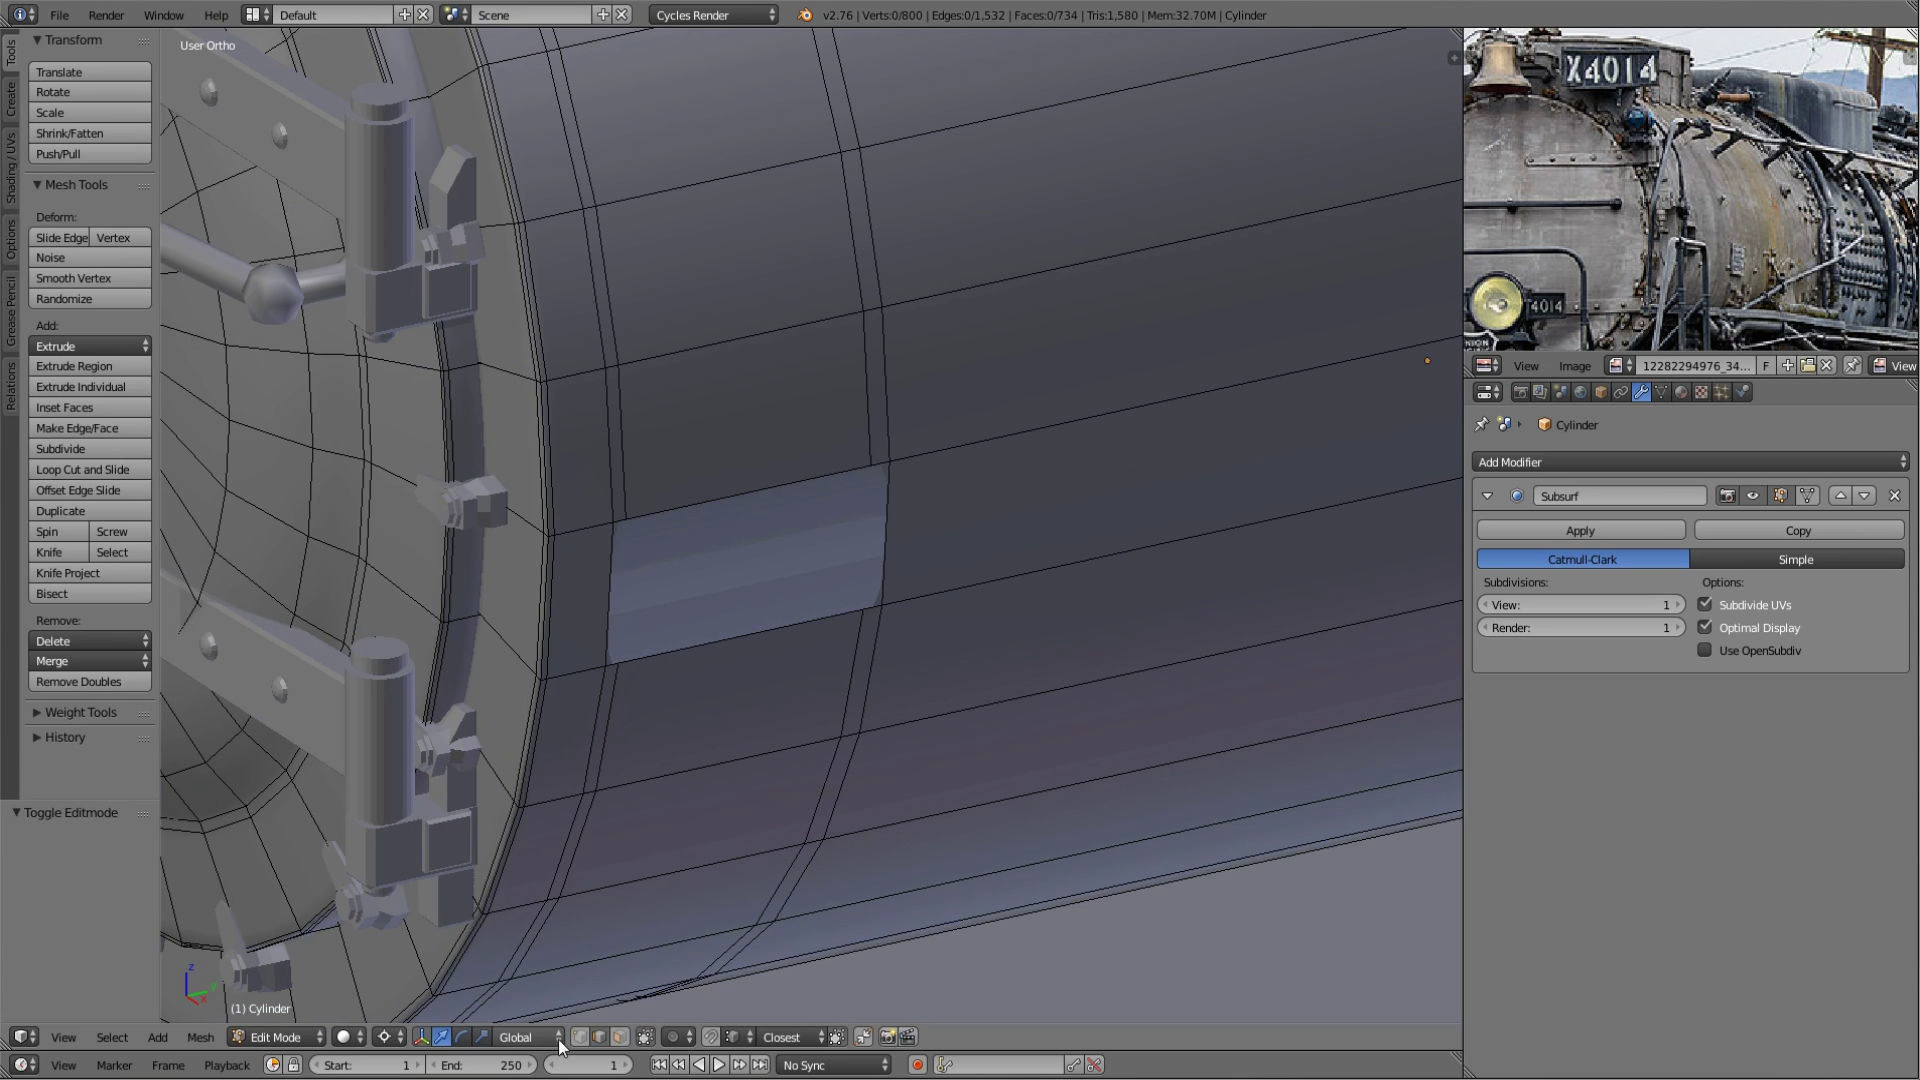 File Render Window Help Default Scene Cycles Render v2.76 | Verts:0/800 | Edges:0/1,532 | Faces:0/734 | Tris:1,580 | Mem:32.70M | Cylinder
Tools
Create
Shading / UVs
Options
Grease Pencil
Relations
Transform
Translate
Rotate
Scale
Shrink/Fatten
Push/Pull
Mesh Tools
Deform:
Slide Edge Vertex
Noise
Smooth Vertex
Randomize
Add:
Extrude
Extrude Region
Extrude Individual
Inset Faces
Make Edge/Face
Subdivide
Loop Cut and Slide
Offset Edge Slide
Duplicate
Spin Screw
Knife Select
Knife Project
Bisect
Remove:
Delete
Merge
Remove Doubles
Weight Tools
History
Toggle Editmode
User Ortho
z
y
x
(1) Cylinder
X4014
4014
View Image 12282294976_34... F View
Cylinder
Add Modifier
Subsurf
Apply Copy
Catmull-Clark Simple
Subdivisions: Options:
View: 1 Subdivide UVs
Render: 1 Optimal Display
Use OpenSubdiv
View Select Add Mesh Edit Mode Global Closest
View Marker Frame Playback Start: 1 End: 250 1 No Sync